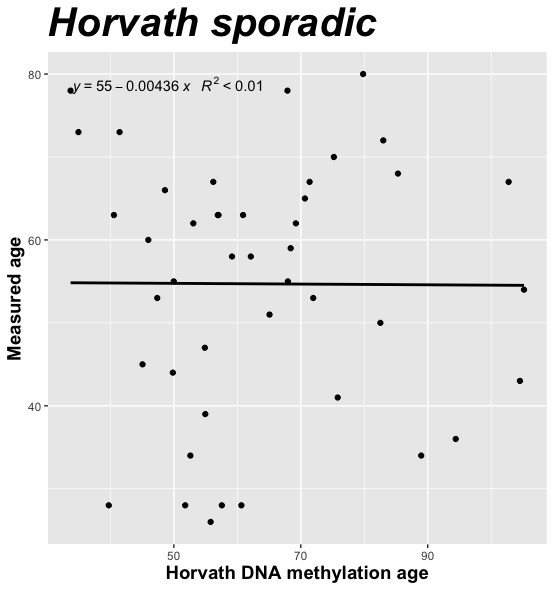 Horvath sporadic
80
y = 55 – 0.00436 x R² < 0.01
60
Measured age
40
50 70 90
Horvath DNA methylation age